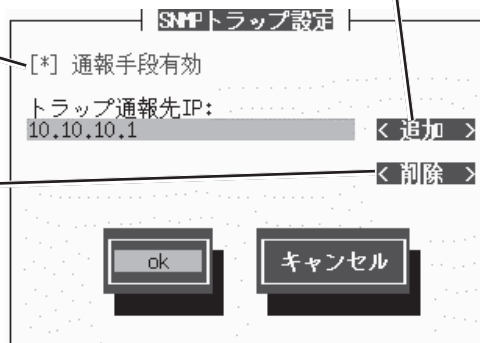 SNMPトラップ設定
[*] 通報手段有効
トラップ通報先IP:
10.10.10.1
< 追加 >
< 削除 >
ok
キャンセル